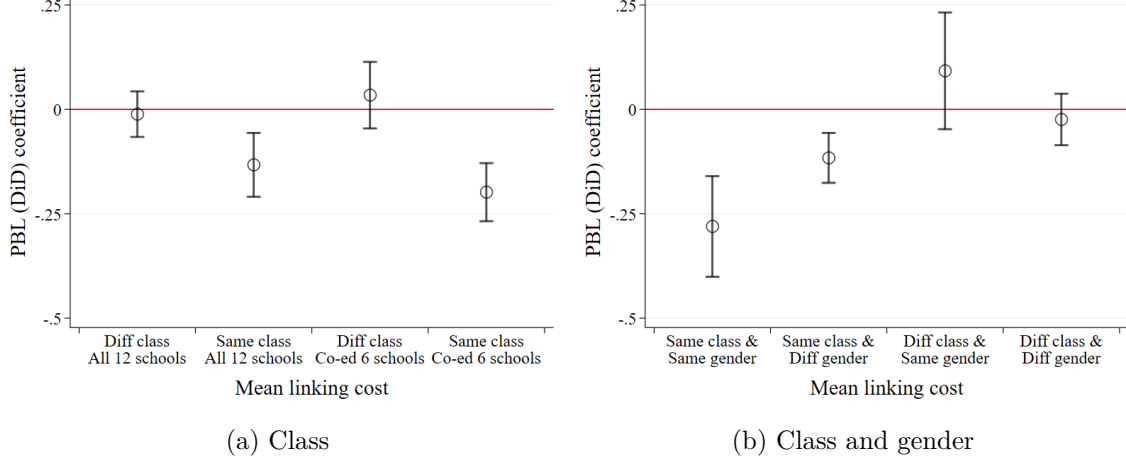 .25
0
-.25
-.5
PBL (DiD) coefficient
Diff class
All 12 schools
Same class
All 12 schools
Diff class
Co-ed 6 schools
Same class
Co-ed 6 schools
Mean linking cost
(a) Class
.25
0
-.25
-.5
PBL (DiD) coefficient
Same class &
Same gender
Same class &
Diff gender
Diff class &
Same gender
Diff class &
Diff gender
Mean linking cost
(b) Class and gender